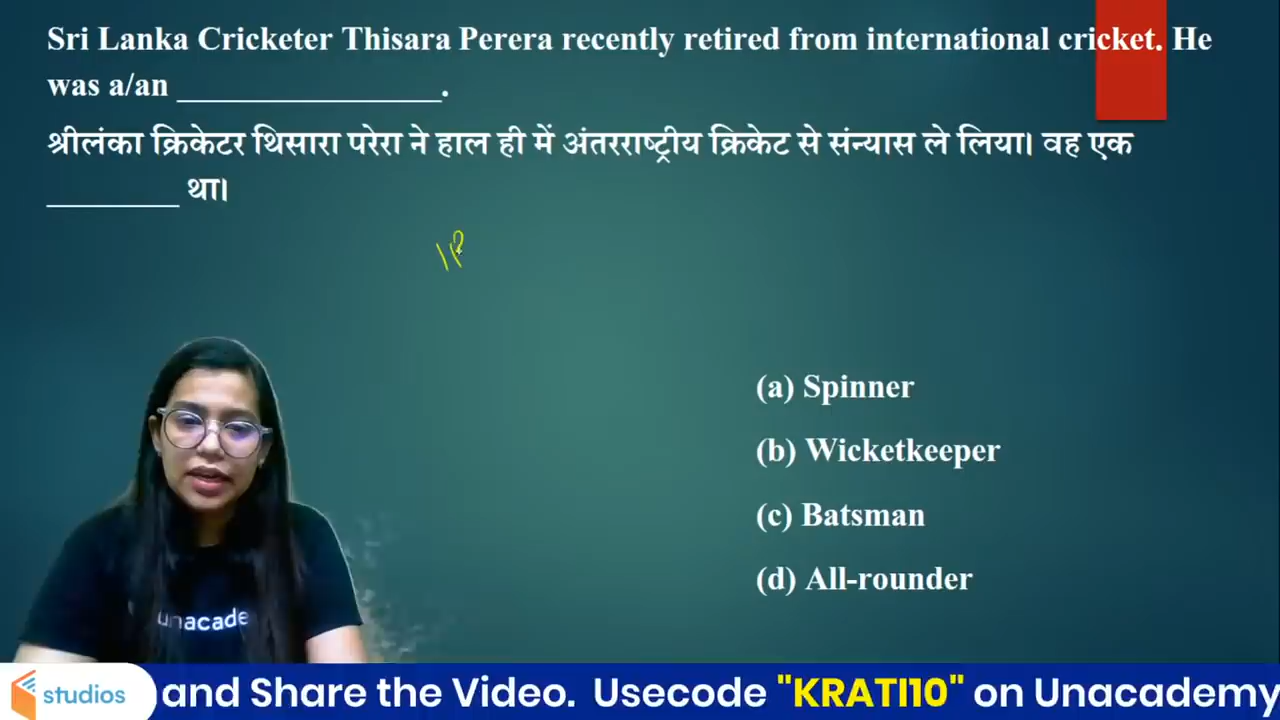 Sri Lanka Cricketer Thisara Perera recently retired from international cricket. He
was a/an ________________.
श्रीलंका क्रिकेटर थिसारा परेरा ने हाल ही में अंतरराष्ट्रीय क्रिकेट से संन्यास ले लिया। वह एक
________ था।
(a) Spinner
(b) Wicketkeeper
(c) Batsman
(d) All-rounder
unacade
studios and Share the Video. Usecode "KRATI10" on Unacademy